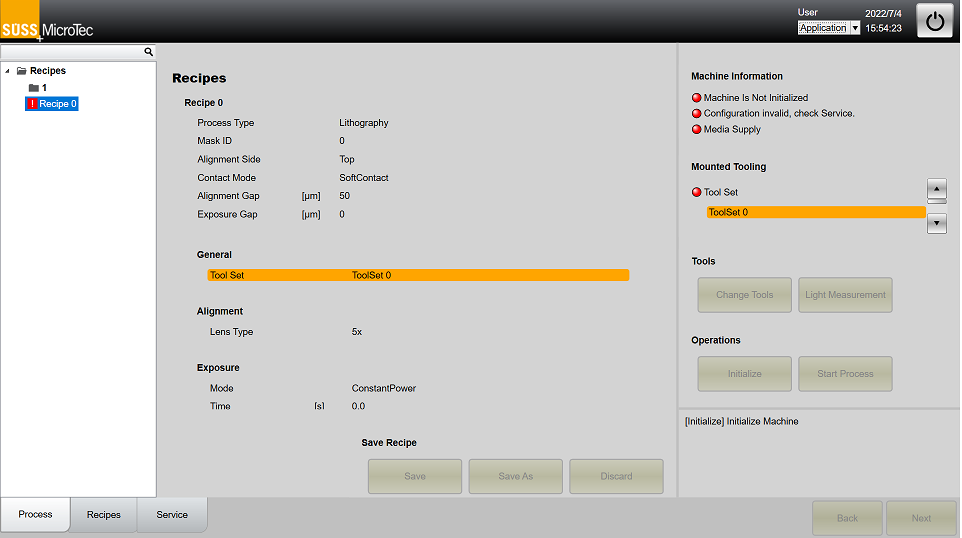 SÜSS MicroTec
User
2022/7/4
Application
15:54:23
Recipes
1
! Recipe 0
Recipes
Recipe 0
Process Type Lithography
Mask ID 0
Alignment Side Top
Contact Mode SoftContact
Alignment Gap [µm] 50
Exposure Gap [µm] 0
General
Tool Set ToolSet 0
Alignment
Lens Type 5x
Exposure
Mode ConstantPower
Time [s] 0.0
Save Recipe
Save Save As Discard
Machine Information
Machine Is Not Initialized
Configuration invalid, check Service.
Media Supply
Mounted Tooling
Tool Set
ToolSet 0
Tools
Change Tools Light Measurement
Operations
Initialize Start Process
[Initialize] Initialize Machine
Process Recipes Service
Back Next